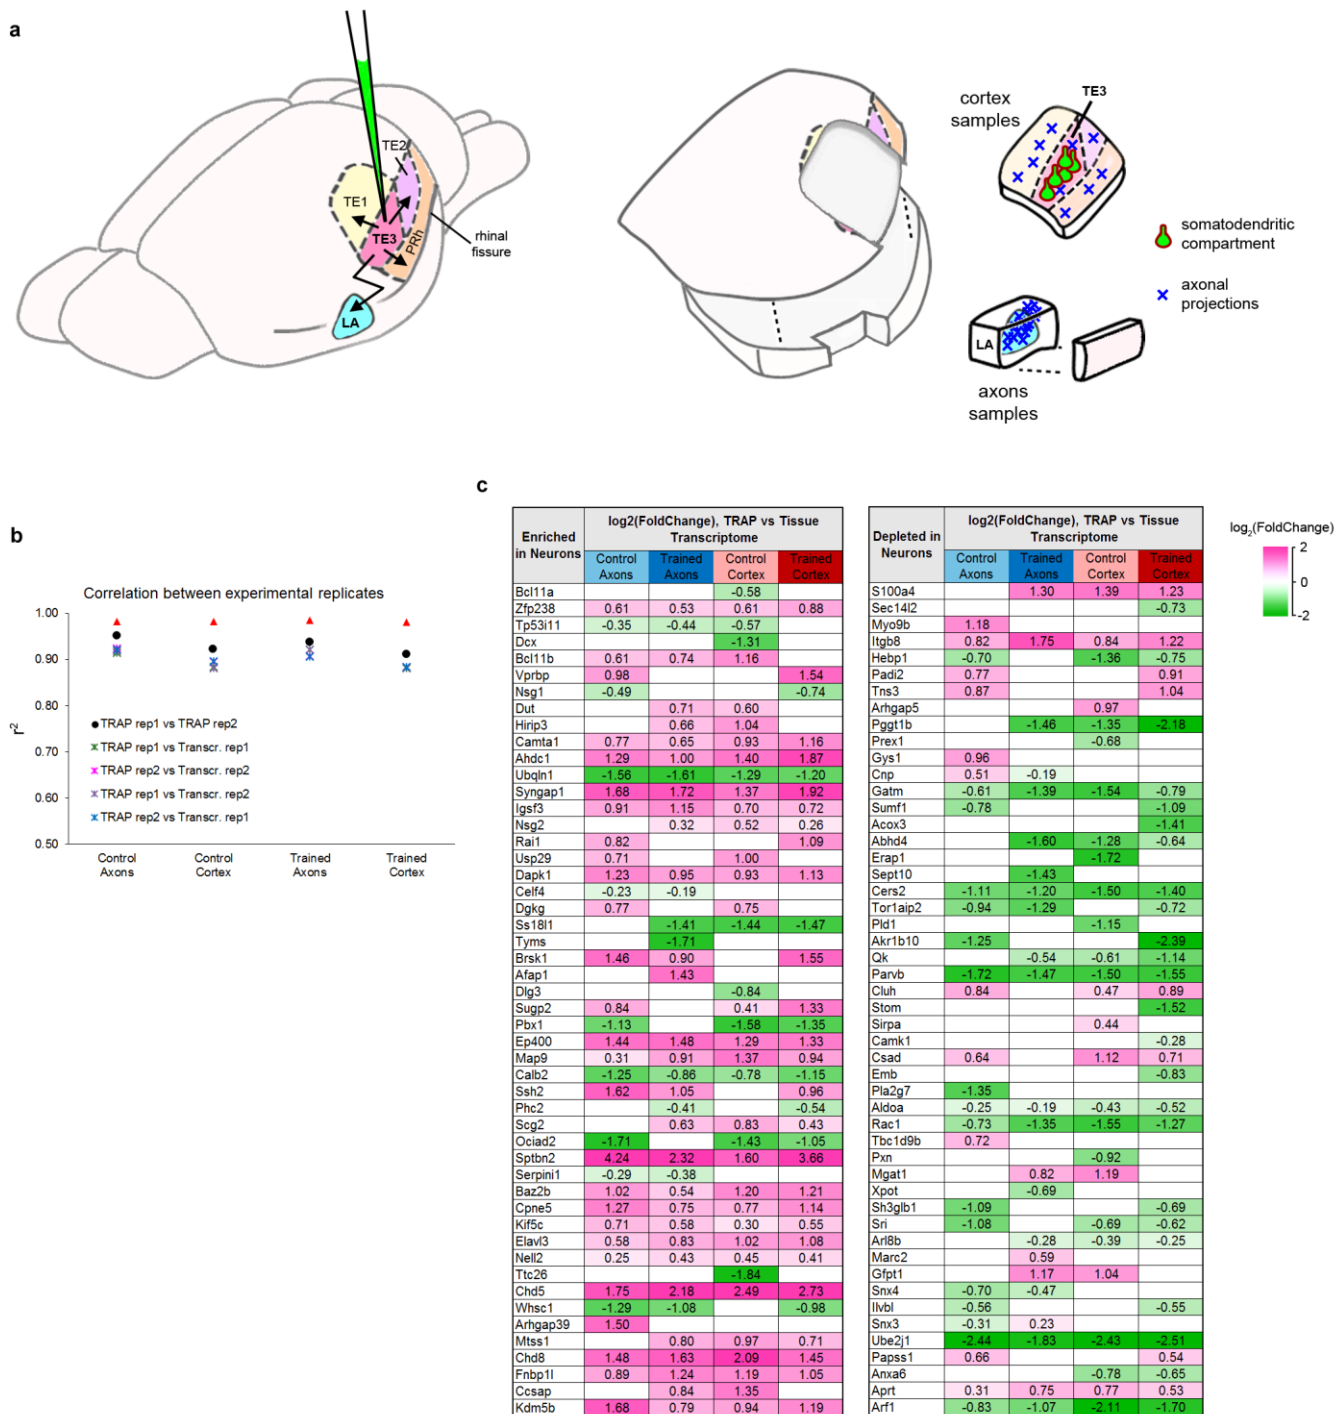 a
TE1
TE2
TE3
PRh
rhinal
fissure
LA
cortex
samples
TE3
somatodendritic
compartment
axonal
projections
LA
axons
samples
b
Correlation between experimental replicates
r2
1.00
0.90
0.80
0.70
0.60
0.50
TRAP rep1 vs TRAP rep2
TRAP rep1 vs Transcr. rep1
TRAP rep2 vs Transcr. rep2
TRAP rep1 vs Transcr. rep2
TRAP rep2 vs Transcr. rep1
Control Axons
Control Cortex
Trained Axons
Trained Cortex
c
Enriched in Neurons
log2(FoldChange), TRAP vs Tissue Transcriptome
Control Axons Trained Axons Control Cortex Trained Cortex
Bcl11a -0.58
Zfp238 0.61 0.53 0.61 0.88
Tp53i11 -0.35 -0.44 -0.57
Dcx -1.31
Bcl11b 0.61 0.74 1.16
Vprbp 0.98 1.54
Nsg1 -0.49 -0.74
Dut 0.71 0.60
Hirip3 0.66 1.04
Camta1 0.77 0.65 0.93 1.16
Ahdc1 1.29 1.00 1.40 1.87
Ubqln1 -1.56 -1.61 -1.29 -1.20
Syngap1 1.68 1.72 1.37 1.92
Igsf3 0.91 1.15 0.70 0.72
Nsg2 0.32 0.52 0.26
Rai1 0.82 1.09
Usp29 0.71 1.00
Dapk1 1.23 0.95 0.93 1.13
Celf4 -0.23 -0.19
Dgkg 0.77 0.75
Ss18l1 -1.41 -1.44 -1.47
Tyms -1.71
Brsk1 1.46 0.90 1.55
Afap1 1.43
Dlg3 -0.84
Sugp2 0.84 0.41 1.33
Pbx1 -1.13 -1.58 -1.35
Ep400 1.44 1.48 1.29 1.33
Map9 0.31 0.91 1.37 0.94
Calb2 -1.25 -0.86 -0.78 -1.15
Ssh2 1.62 1.05 0.96
Phc2 -0.41 -0.54
Scg2 0.63 0.83 0.43
Ociad2 -1.71 -1.43 -1.05
Sptbn2 4.24 2.32 1.60 3.66
Serpini1 -0.29 -0.38
Baz2b 1.02 0.54 1.20 1.21
Cpne5 1.27 0.75 0.77 1.14
Kif5c 0.71 0.58 0.30 0.55
Elavl3 0.58 0.83 1.02 1.08
Nell2 0.25 0.43 0.45 0.41
Ttc26 -1.84
Chd5 1.75 2.18 2.49 2.73
Whsc1 -1.29 -1.08 -0.98
Arhgap39 1.50
Mtss1 0.80 0.97 0.71
Chd8 1.48 1.63 2.09 1.45
Fnbp1l 0.89 1.24 1.19 1.05
Ccsap 0.84 1.35
Kdm5b 1.68 0.79 0.94 1.19
Depleted in Neurons
log2(FoldChange), TRAP vs Tissue Transcriptome
Control Axons Trained Axons Control Cortex Trained Cortex
S100a4 1.30 1.39 1.23
Sec14l2 -0.73
Myo9b 1.18
Itgb8 0.82 1.75 0.84 1.22
Hebp1 -0.70 -1.36 -0.75
Padi2 0.77 0.91
Tns3 0.87 1.04
Arhgap5 0.97
Pggt1b -1.46 -1.35 -2.18
Prex1 -0.68
Gys1 0.96
Cnp 0.51 -0.19
Gatm -0.61 -1.39 -1.54 -0.79
Sumf1 -0.78 -1.09
Acox3 -1.41
Abhd4 -1.60 -1.28 -0.64
Erap1 -1.72
Sept10 -1.43
Cers2 -1.11 -1.20 -1.50 -1.40
Tor1aip2 -0.94 -1.29 -0.72
Pld1 -1.15
Akr1b10 -1.25 -2.39
Qk -0.54 -0.61 -1.14
Parvb -1.72 -1.47 -1.50 -1.55
Cluh 0.84 0.47 0.89
Stom -1.52
Sirpa 0.44
Camk1 -0.28
Csad 0.64 1.12 0.71
Emb -0.83
Pla2g7 -1.35
Aldoa -0.25 -0.19 -0.43 -0.52
Rac1 -0.73 -1.35 -1.55 -1.27
Tbc1d9b 0.72
Pxn -0.92
Mgat1 0.82 1.19
Xpot -0.69
Sh3glb1 -1.09 -0.69
Sri -1.08 -0.69 -0.62
Arl8b -0.28 -0.39 -0.25
Marc2 0.59
Gfpt1 1.17 1.04
Snx4 -0.70 -0.47
Ilvbl -0.56 -0.55
Snx3 -0.31 0.23
Ube2j1 -2.44 -1.83 -2.43 -2.51
Papss1 0.66 0.54
Anxa6 -0.78 -0.65
Aprt 0.31 0.75 0.77 0.53
Arf1 -0.83 -1.07 -2.11 -1.70
log2(FoldChange)
2
0
-2